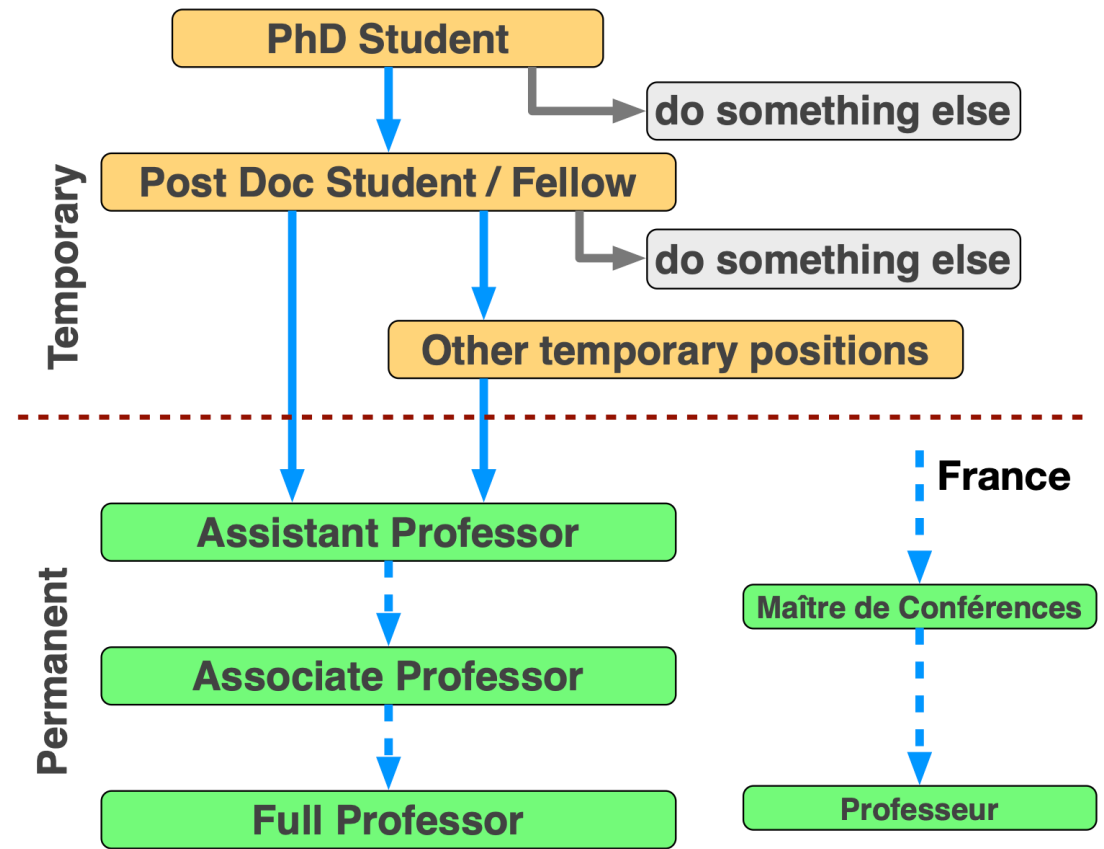 PhD Student
do something else
Post Doc Student / Fellow
do something else
Temporary
Other temporary positions
France
Assistant Professor
Maître de Conférences
Permanent
Associate Professor
Full Professor
Professeur